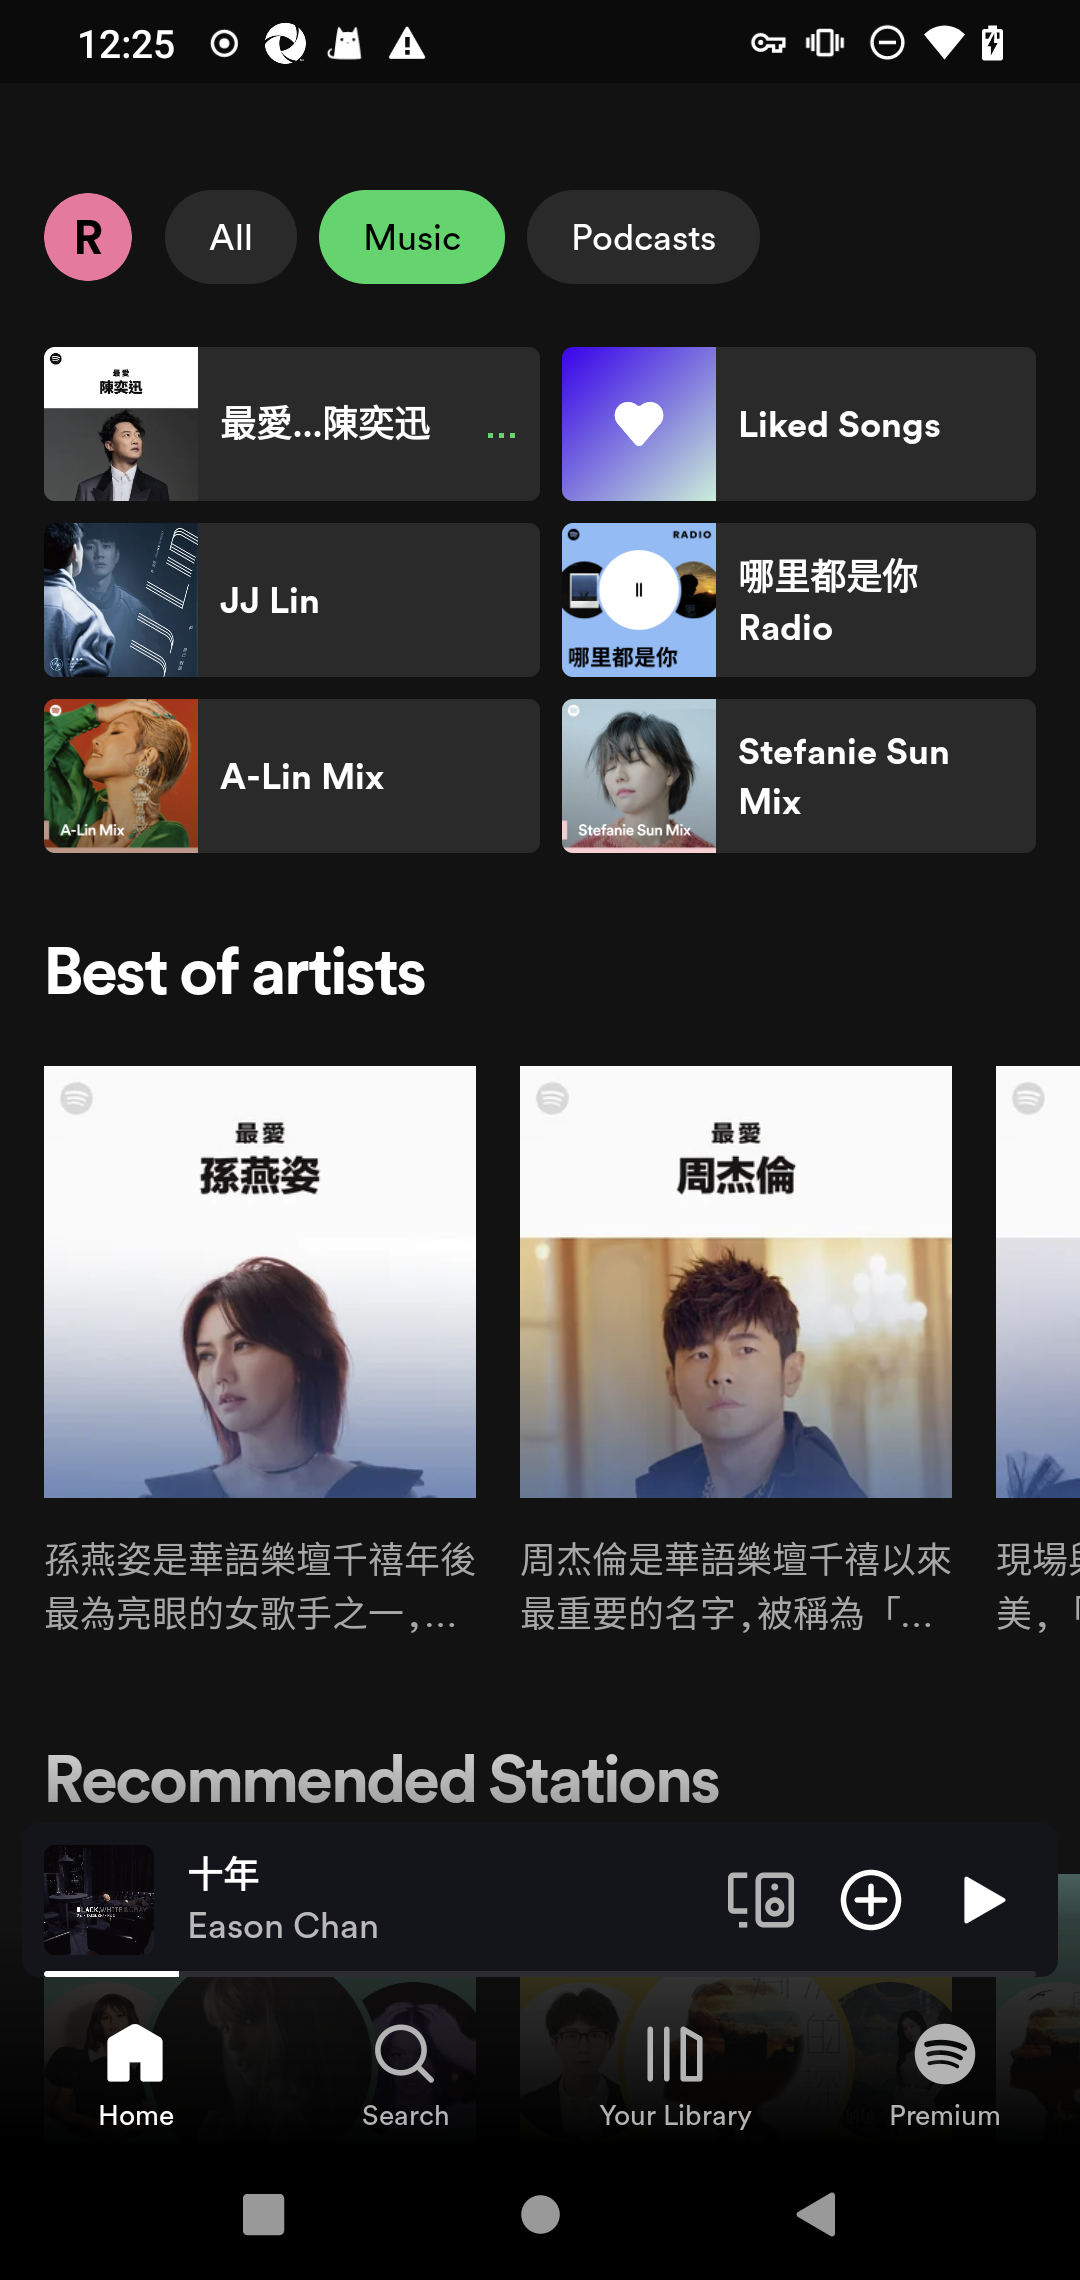 12:25
R
All
Music
Podcasts
最愛
陳奕迅
最愛...陳奕迅
Liked Songs
JJ LIN
JJ Lin
RADIO
哪里都是你
哪里都是你
Radio
A-Lin Mix
A-Lin Mix
Stefanie Sun Mix
Stefanie Sun
Mix
Best of artists
最愛
孫燕姿
最愛
周杰倫
孫燕姿是華語樂壇千禧年後
最為亮眼的女歌手之一,...
周杰倫是華語樂壇千禧以來
最重要的名字,被稱為「...
現場
美,「
Recommended Stations
十年
Eason Chan
BLACK,WHITE&GRAY
Home
Search
Your Library
Premium